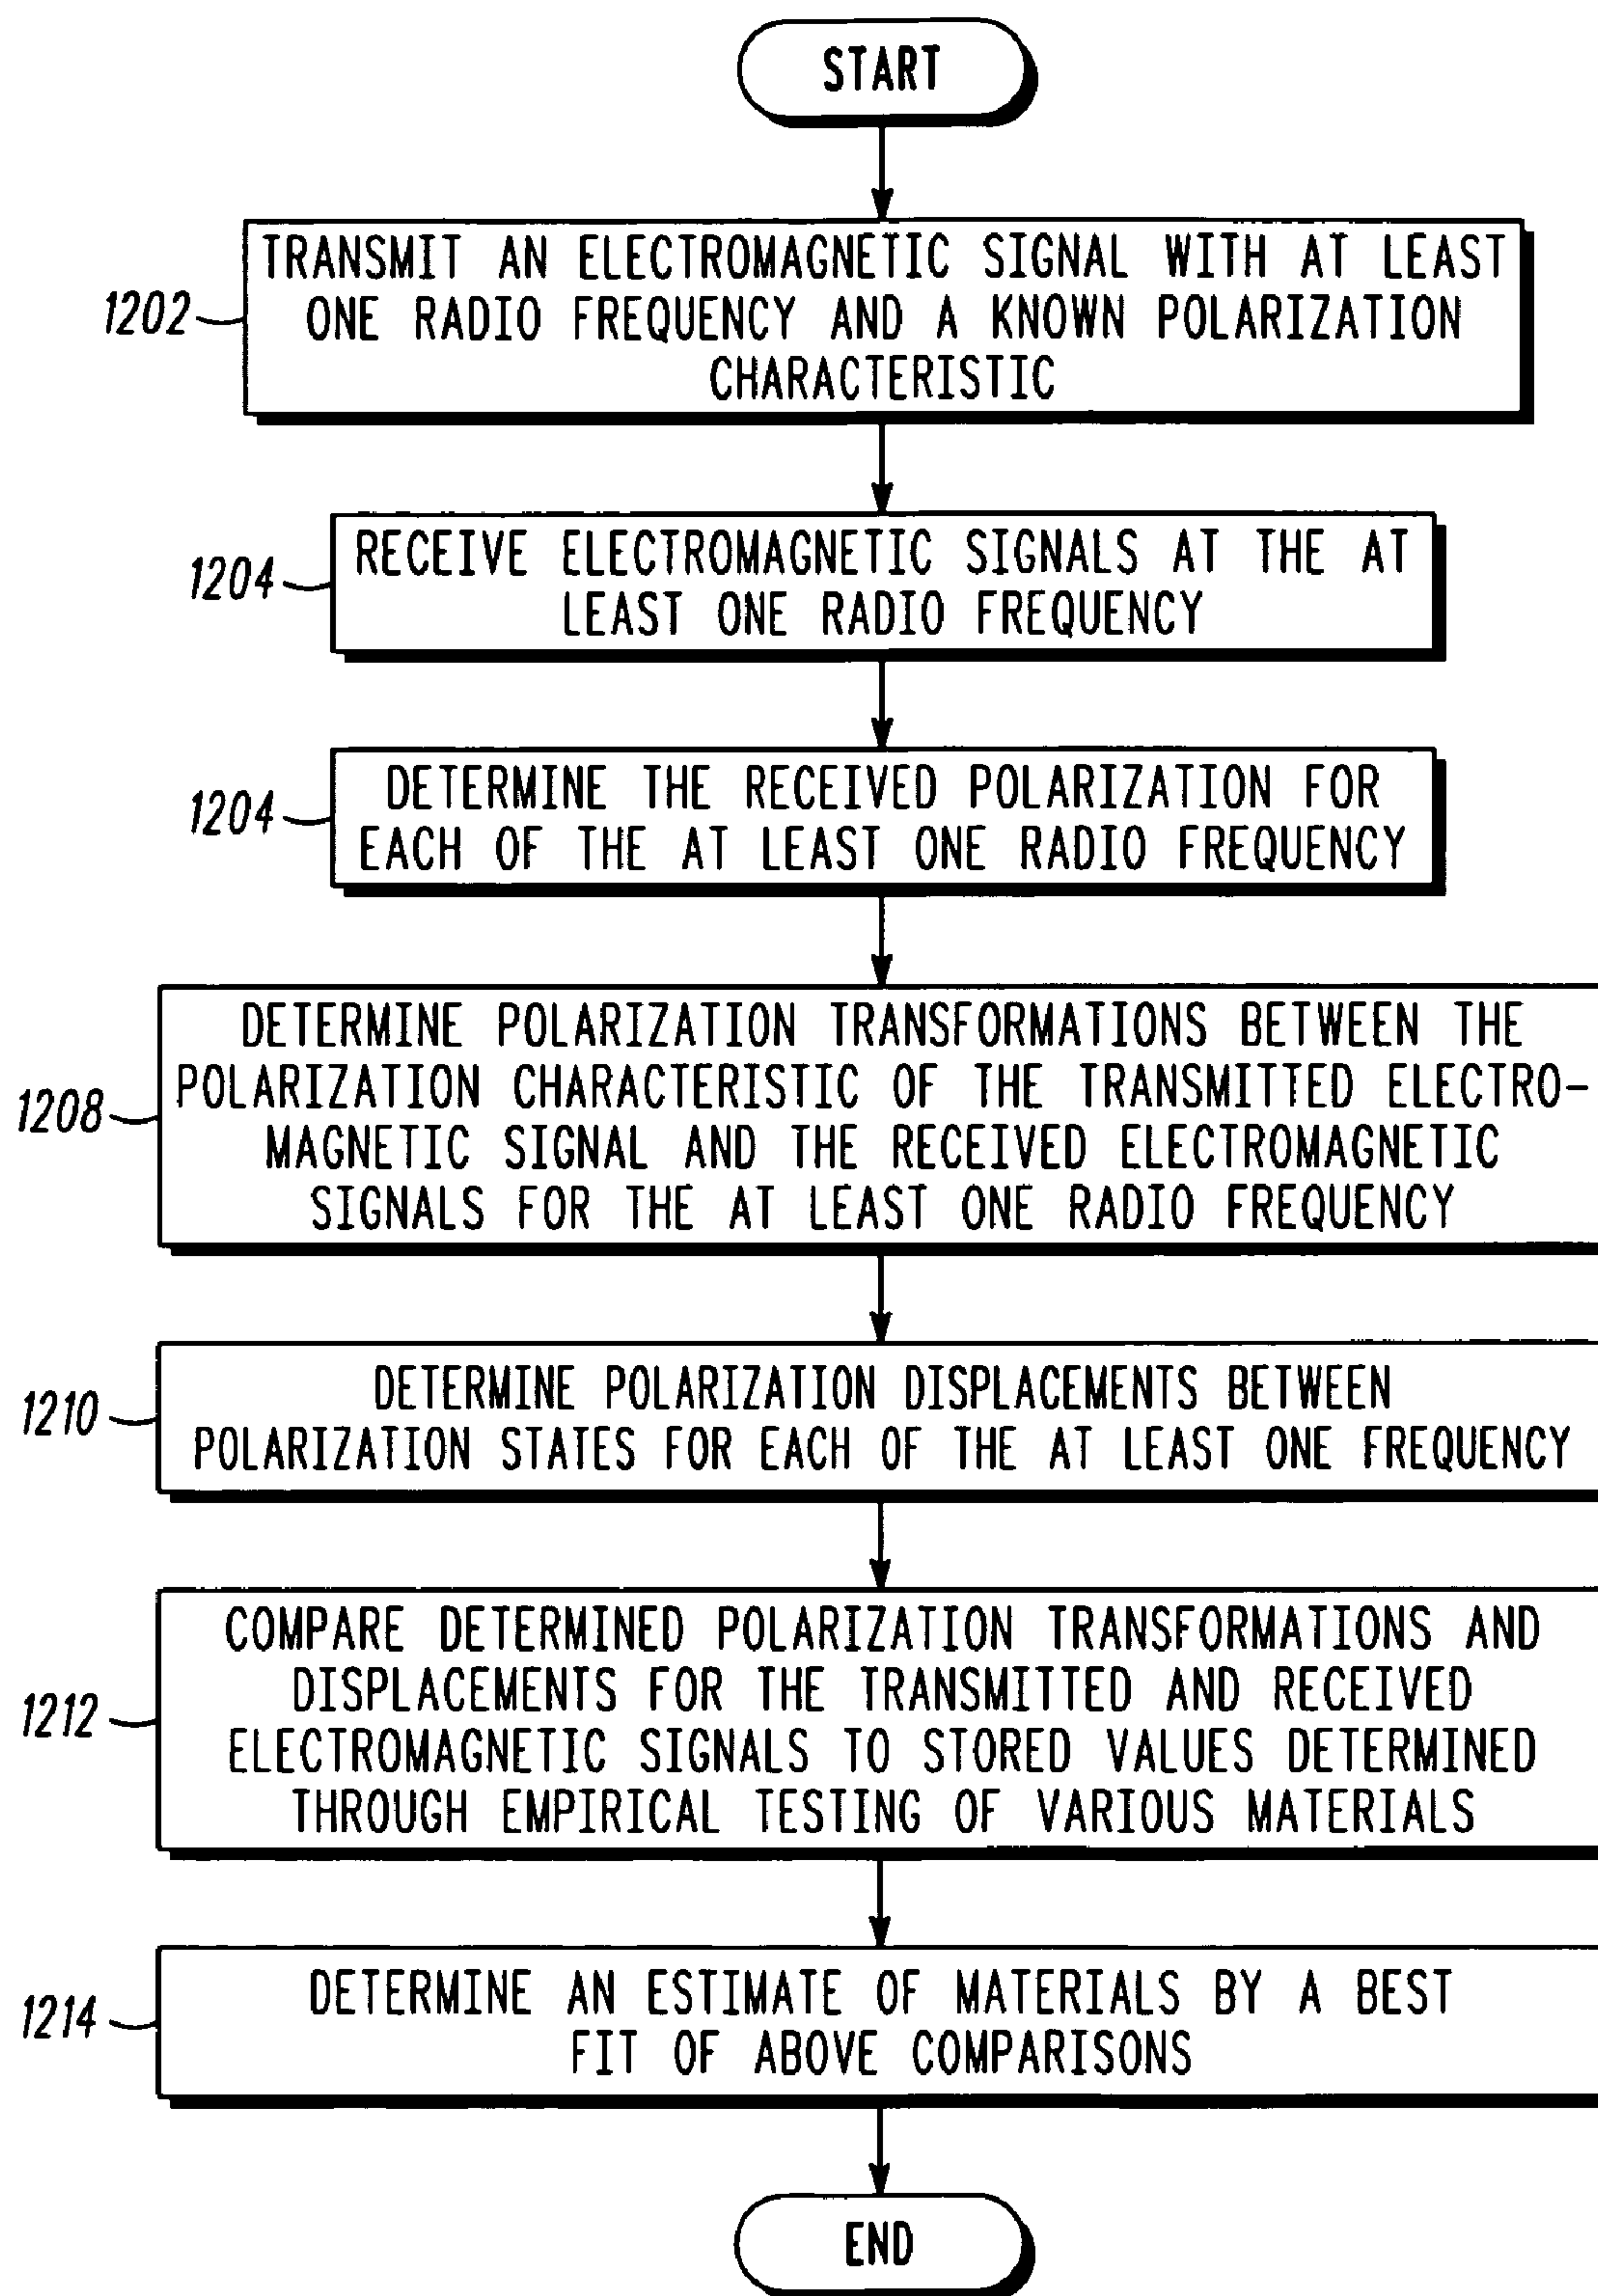 START
1202
TRANSMIT AN ELECTROMAGNETIC SIGNAL WITH AT LEAST
ONE RADIO FREQUENCY AND A KNOWN POLARIZATION
CHARACTERISTIC
1204
RECEIVE ELECTROMAGNETIC SIGNALS AT THE AT
LEAST ONE RADIO FREQUENCY
1204
DETERMINE THE RECEIVED POLARIZATION FOR
EACH OF THE AT LEAST ONE RADIO FREQUENCY
1208
DETERMINE POLARIZATION TRANSFORMATIONS BETWEEN THE
POLARIZATION CHARACTERISTIC OF THE TRANSMITTED ELECTRO-
MAGNETIC SIGNAL AND THE RECEIVED ELECTROMAGNETIC
SIGNALS FOR THE AT LEAST ONE RADIO FREQUENCY
1210
DETERMINE POLARIZATION DISPLACEMENTS BETWEEN
POLARIZATION STATES FOR EACH OF THE AT LEAST ONE FREQUENCY
1212
COMPARE DETERMINED POLARIZATION TRANSFORMATIONS AND
DISPLACEMENTS FOR THE TRANSMITTED AND RECEIVED
ELECTROMAGNETIC SIGNALS TO STORED VALUES DETERMINED
THROUGH EMPIRICAL TESTING OF VARIOUS MATERIALS
1214
DETERMINE AN ESTIMATE OF MATERIALS BY A BEST
FIT OF ABOVE COMPARISONS
END